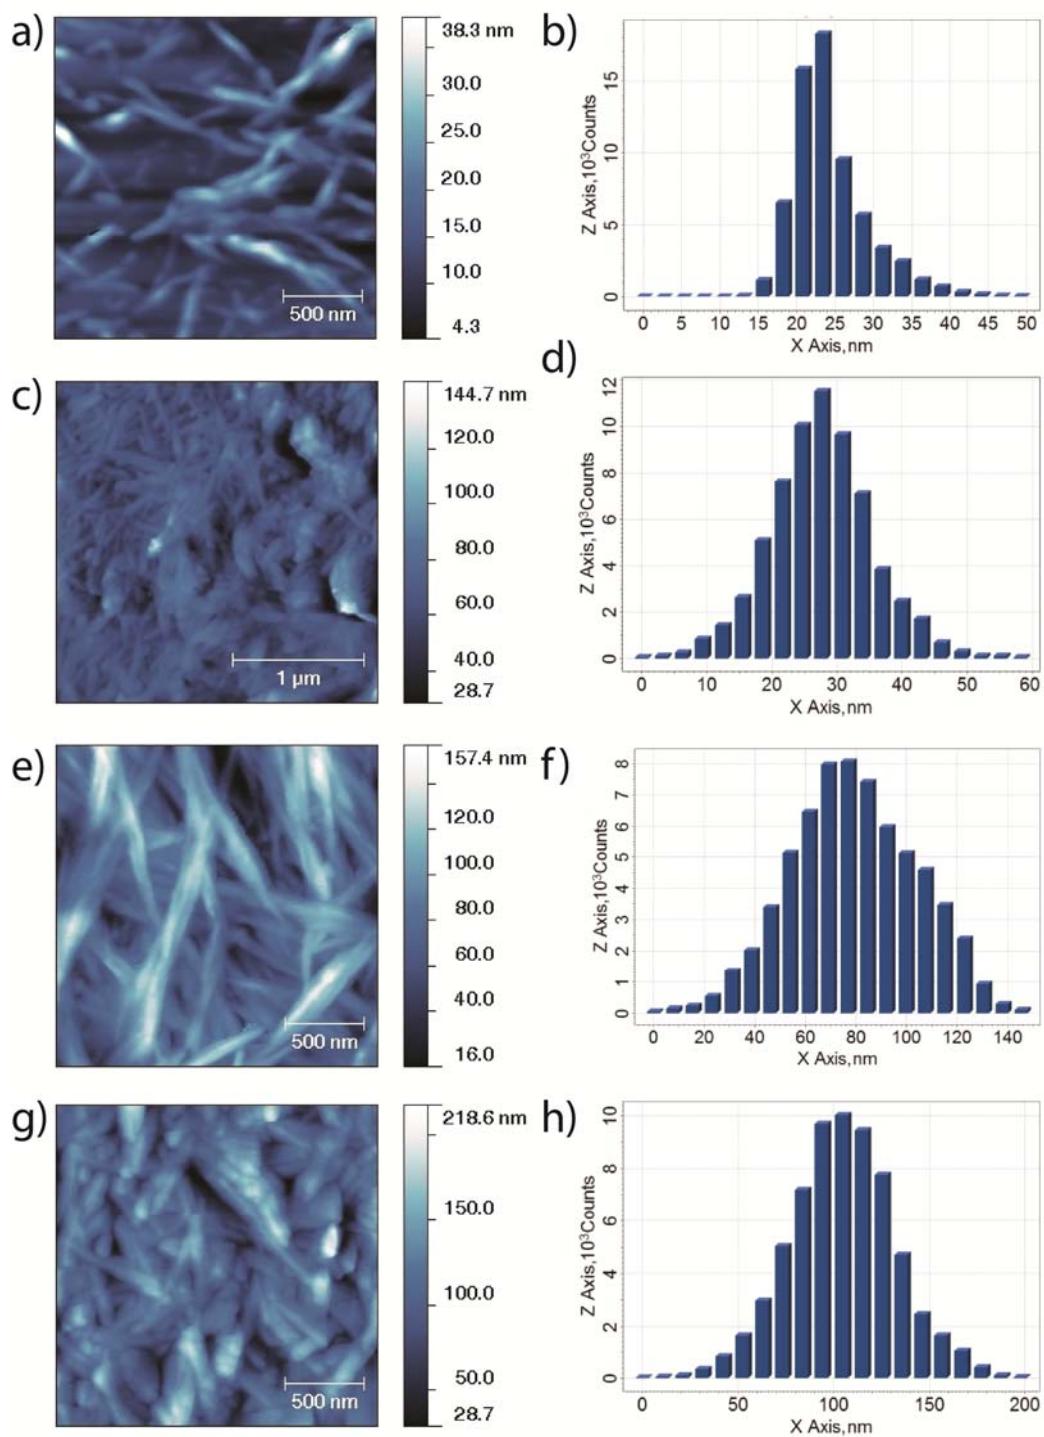 a)
38.3 nm
30.0
25.0
20.0
15.0
10.0
4.3
500 nm
b)
Z Axis,10³Counts
15
10
5
0
0 5 10 15 20 25 30 35 40 45 50
X Axis,nm
c)
144.7 nm
120.0
100.0
80.0
60.0
40.0
28.7
1 µm
d)
Z Axis,10³Counts
12
10
8
6
4
2
0
0 10 20 30 40 50 60
X Axis,nm
e)
157.4 nm
120.0
100.0
80.0
60.0
40.0
16.0
500 nm
f)
Z Axis,10³Counts
8
7
6
5
4
3
2
1
0
0 20 40 60 80 100 120 140
X Axis,nm
g)
218.6 nm
150.0
100.0
50.0
28.7
500 nm
h)
Z Axis,10³Counts
10
8
6
4
2
0
50 100 150 200
X Axis,nm